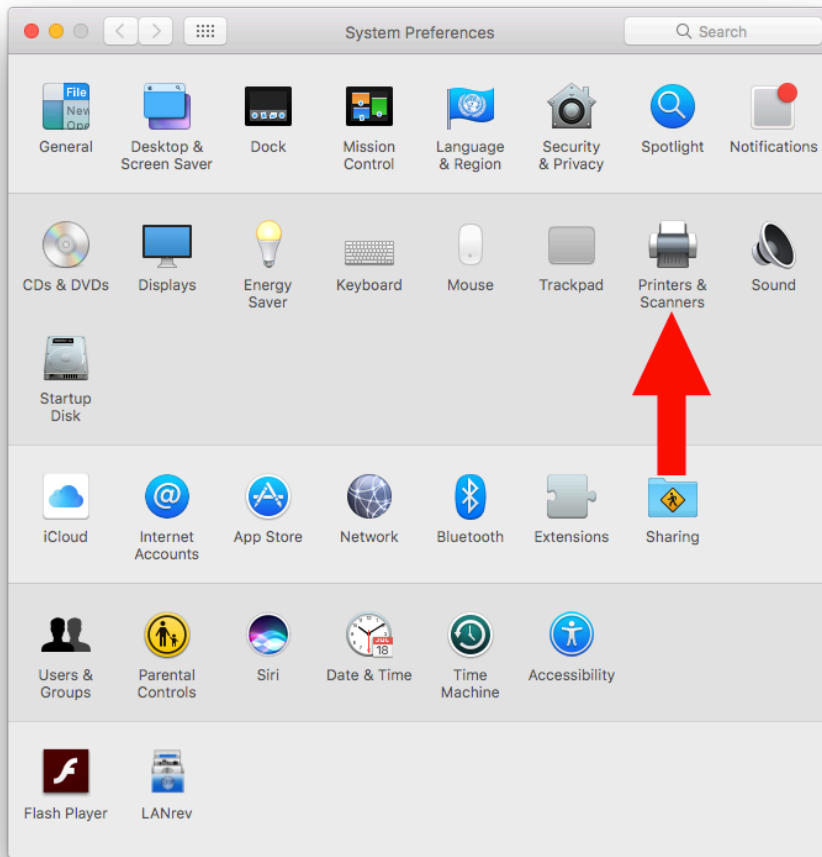 System Preferences
Search
File
New
Ope
General
Desktop &
Screen Saver
Dock
Mission
Control
Language
& Region
Security
& Privacy
Spotlight
Notifications
CDs & DVDs
Displays
Energy
Saver
Keyboard
Mouse
Trackpad
Printers &
Scanners
Sound
Startup
Disk
iCloud
@
Internet
Accounts
App Store
Network
Bluetooth
Extensions
Sharing
Users &
Groups
Parental
Controls
Siri
JUL
18
Date & Time
Time
Machine
Accessibility
Flash Player
LANrev